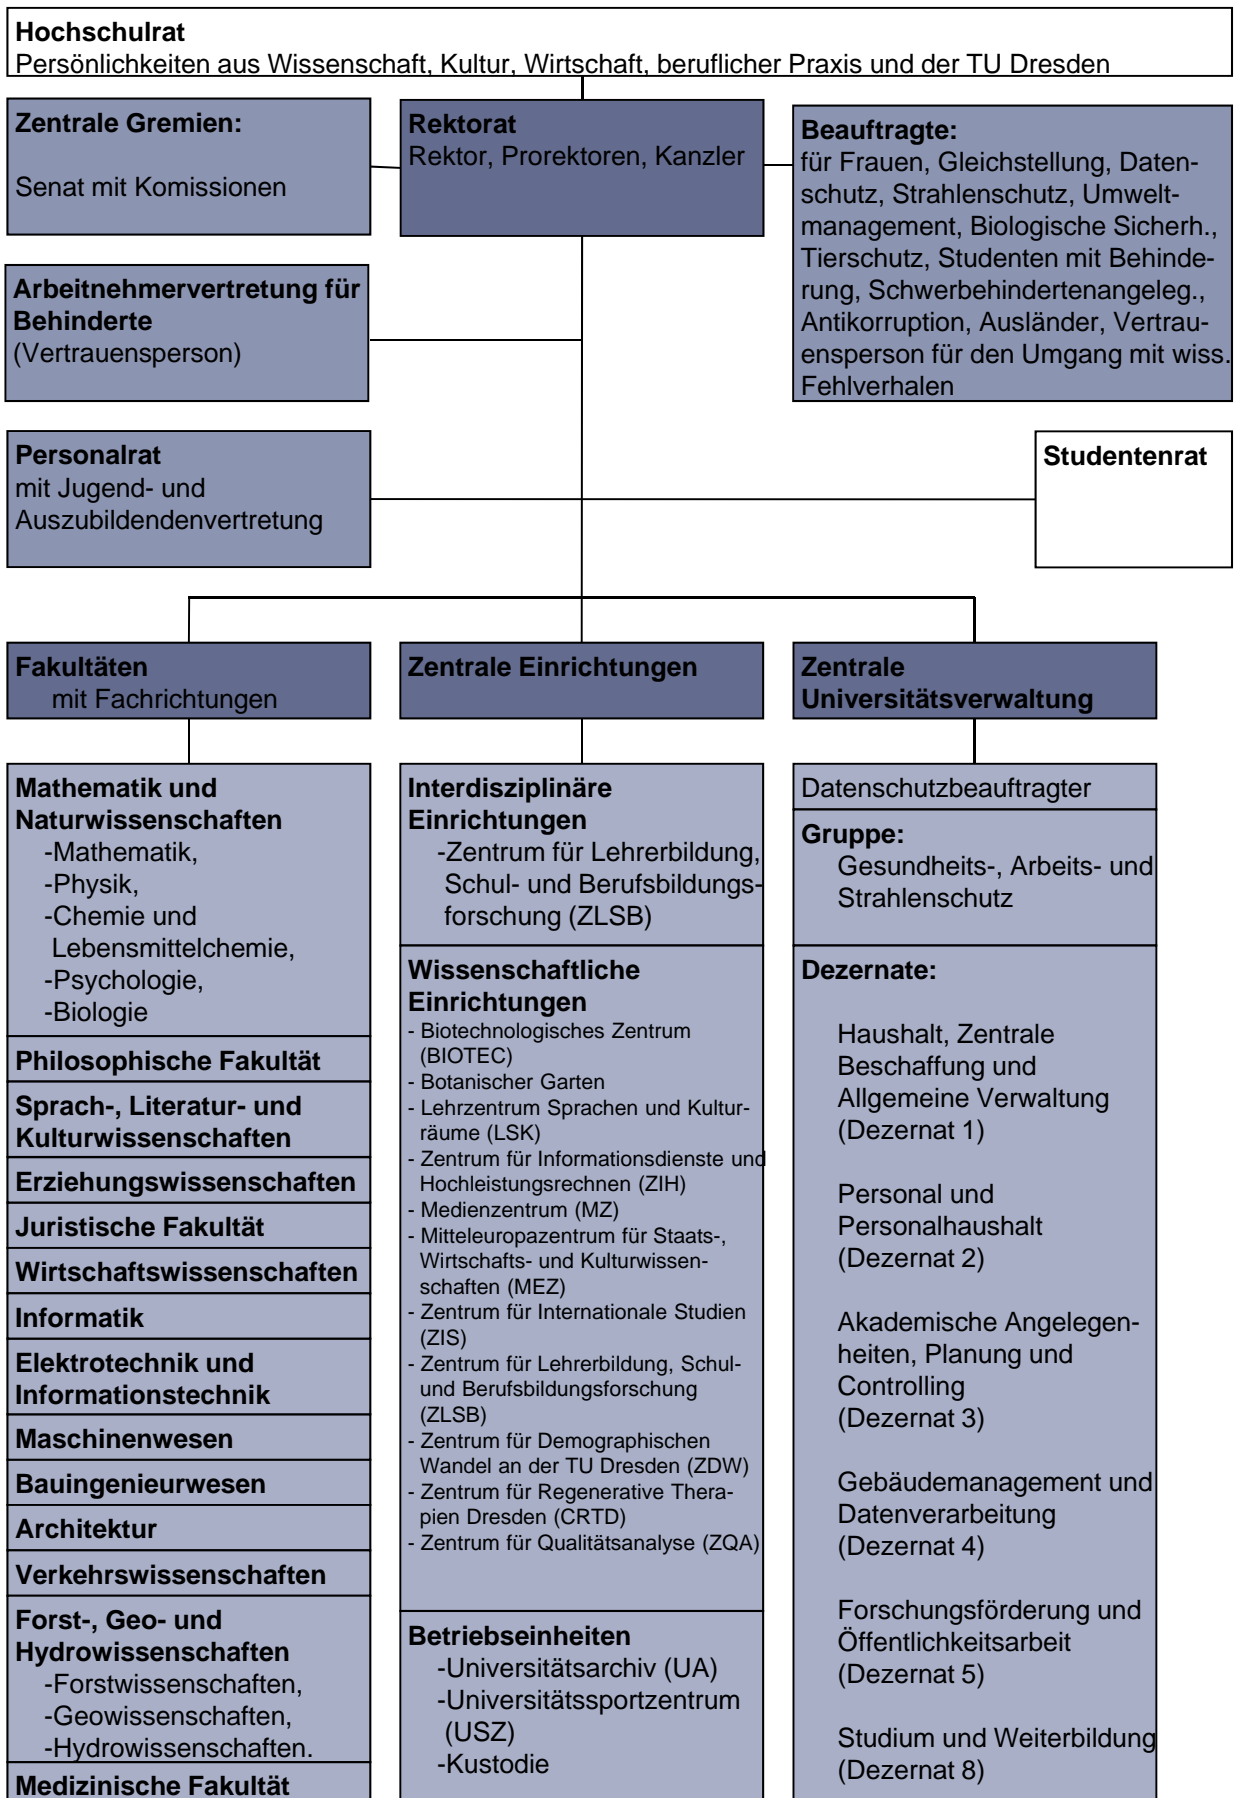 Hochschulrat
Persönlichkeiten aus Wissenschaft, Kultur, Wirtschaft, beruflicher Praxis und der TU Dresden
Zentrale Gremien:
Senat mit Komissionen
Rektorat
Rektor, Prorektoren, Kanzler
Beauftragte:
für Frauen, Gleichstellung, Daten-
schutz, Strahlenschutz, Umwelt-
management, Biologische Sicherh.,
Tierschutz, Studenten mit Behinde-
rung, Schwerbehindertenangeleg.,
Antikorruption, Ausländer, Vertrau-
ensperson für den Umgang mit wiss.
Fehlverhalen
Arbeitnehmervertretung für
Behinderte
(Vertrauensperson)
Personalrat
mit Jugend- und
Auszubildendenvertretung
Studentenrat
Fakultäten
mit Fachrichtungen
Mathematik und
Naturwissenschaften
-Mathematik,
-Physik,
-Chemie und
Lebensmittelchemie,
-Psychologie,
-Biologie
Philosophische Fakultät
Sprach-, Literatur- und
Kulturwissenschaften
Erziehungswissenschaften
Juristische Fakultät
Wirtschaftswissenschaften
Informatik
Elektrotechnik und
Informationstechnik
Maschinenwesen
Bauingenieurwesen
Architektur
Verkehrswissenschaften
Forst-, Geo- und
Hydrowissenschaften
-Forstwissenschaften,
-Geowissenschaften,
-Hydrowissenschaften.
Medizinische Fakultät
Zentrale Einrichtungen
Interdisziplinäre
Einrichtungen
-Zentrum für Lehrerbildung,
Schul- und Berufsbildungs-
forschung (ZLSB)
Wissenschaftliche
Einrichtungen
- Biotechnologisches Zentrum
(BIOTEC)
- Botanischer Garten
- Lehrzentrum Sprachen und Kultur-
räume (LSK)
- Zentrum für Informationsdienste und
Hochleistungsrechnen (ZIH)
- Medienzentrum (MZ)
- Mitteleuropazentrum für Staats-,
Wirtschafts- und Kulturwissen-
schaften (MEZ)
- Zentrum für Internationale Studien
(ZIS)
- Zentrum für Lehrerbildung, Schul-
und Berufsbildungsforschung
(ZLSB)
- Zentrum für Demographischen
Wandel an der TU Dresden (ZDW)
- Zentrum für Regenerative Thera-
pien Dresden (CRTD)
- Zentrum für Qualitätsanalyse (ZQA)
Betriebseinheiten
-Universitätsarchiv (UA)
-Universitätssportzentrum
(USZ)
-Kustodie
Zentrale
Universitätsverwaltung
Datenschutzbeauftragter
Gruppe:
Gesundheits-, Arbeits- und
Strahlenschutz
Dezernate:
Haushalt, Zentrale
Beschaffung und
Allgemeine Verwaltung
(Dezernat 1)
Personal und
Personalhaushalt
(Dezernat 2)
Akademische Angelegen-
heiten, Planung und
Controlling
(Dezernat 3)
Gebäudemanagement und
Datenverarbeitung
(Dezernat 4)
Forschungsförderung und
Öffentlichkeitsarbeit
(Dezernat 5)
Studium und Weiterbildung
(Dezernat 8)